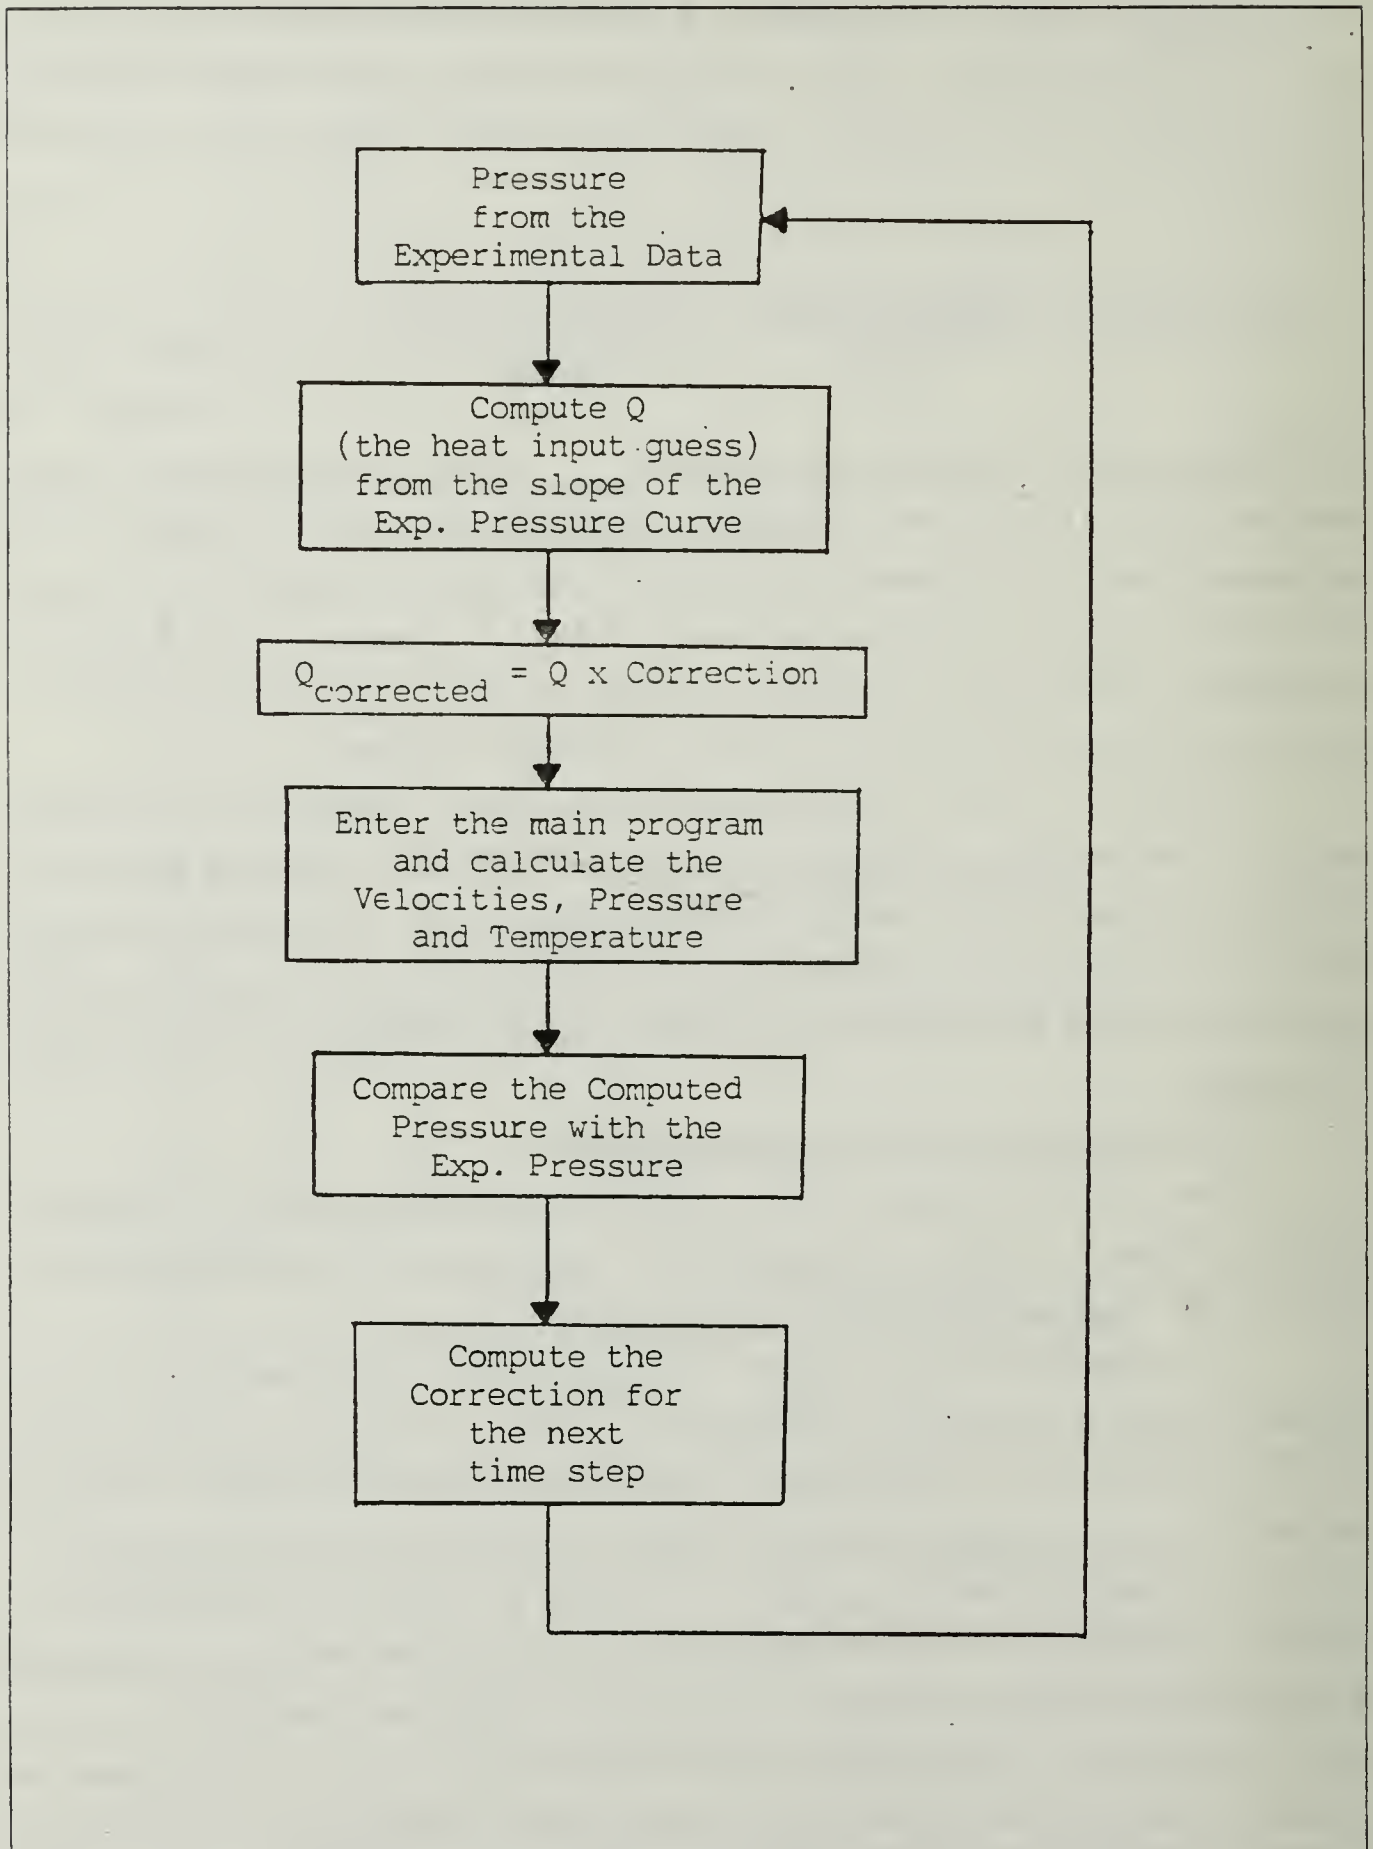 Pressure
from the
Experimental Data
Compute Q
(the heat input guess)
from the slope of the
Exp. Pressure Curve
Qcorrected = Q x Correction
Enter the main program
and calculate the
Velocities, Pressure
and Temperature
Compare the Computed
Pressure with the
Exp. Pressure
Compute the
Correction for
the next
time step